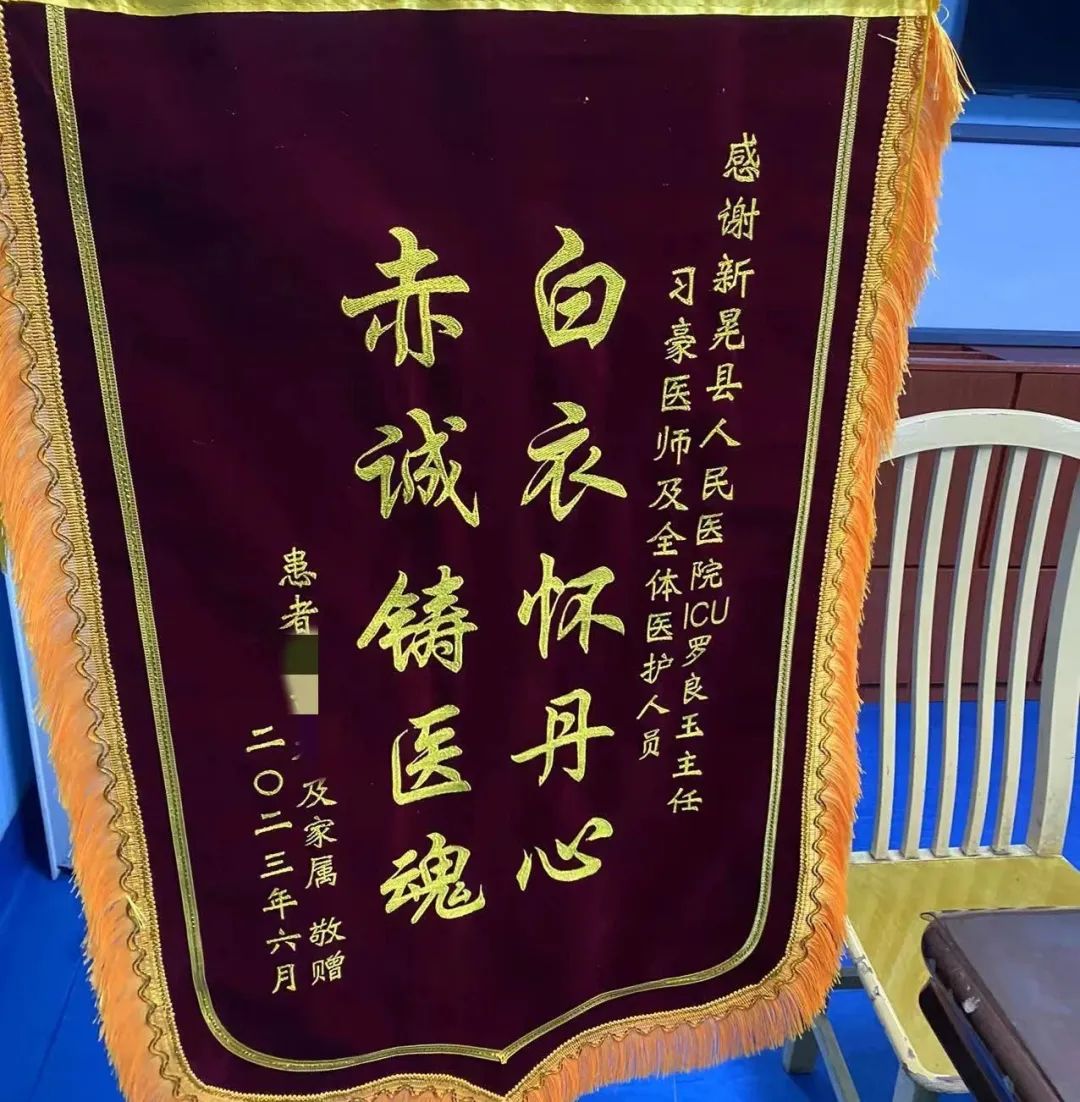 感谢新晃县人民医院ICU罗良玉主任
习豪医师及全体医护人员
白衣怀丹心
赤诚铸医魂
患者
及家属 敬赠
二〇二三年六月